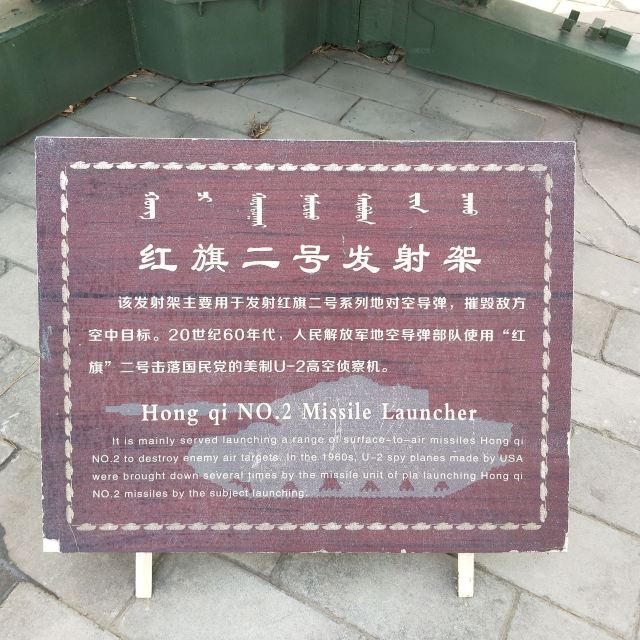 红旗二号发射架
该发射架主要用于发射红旗二号系列地对空导弹，摧毁敌方
空中目标。20世纪60年代，人民解放军地空导弹部队使用“红
旗”二号击落国民党的美制U-2高空侦察机。
Hong qi NO.2 Missile Launcher
It is mainly served launching a range of surface-to-air missiles Hong qi
NO.2 to destroy enemy air targets. In the 1960s, U-2 spy planes made by USA
were brought down several times by the missile unit of pla launching Hong qi
NO.2 missiles by the subject launching.